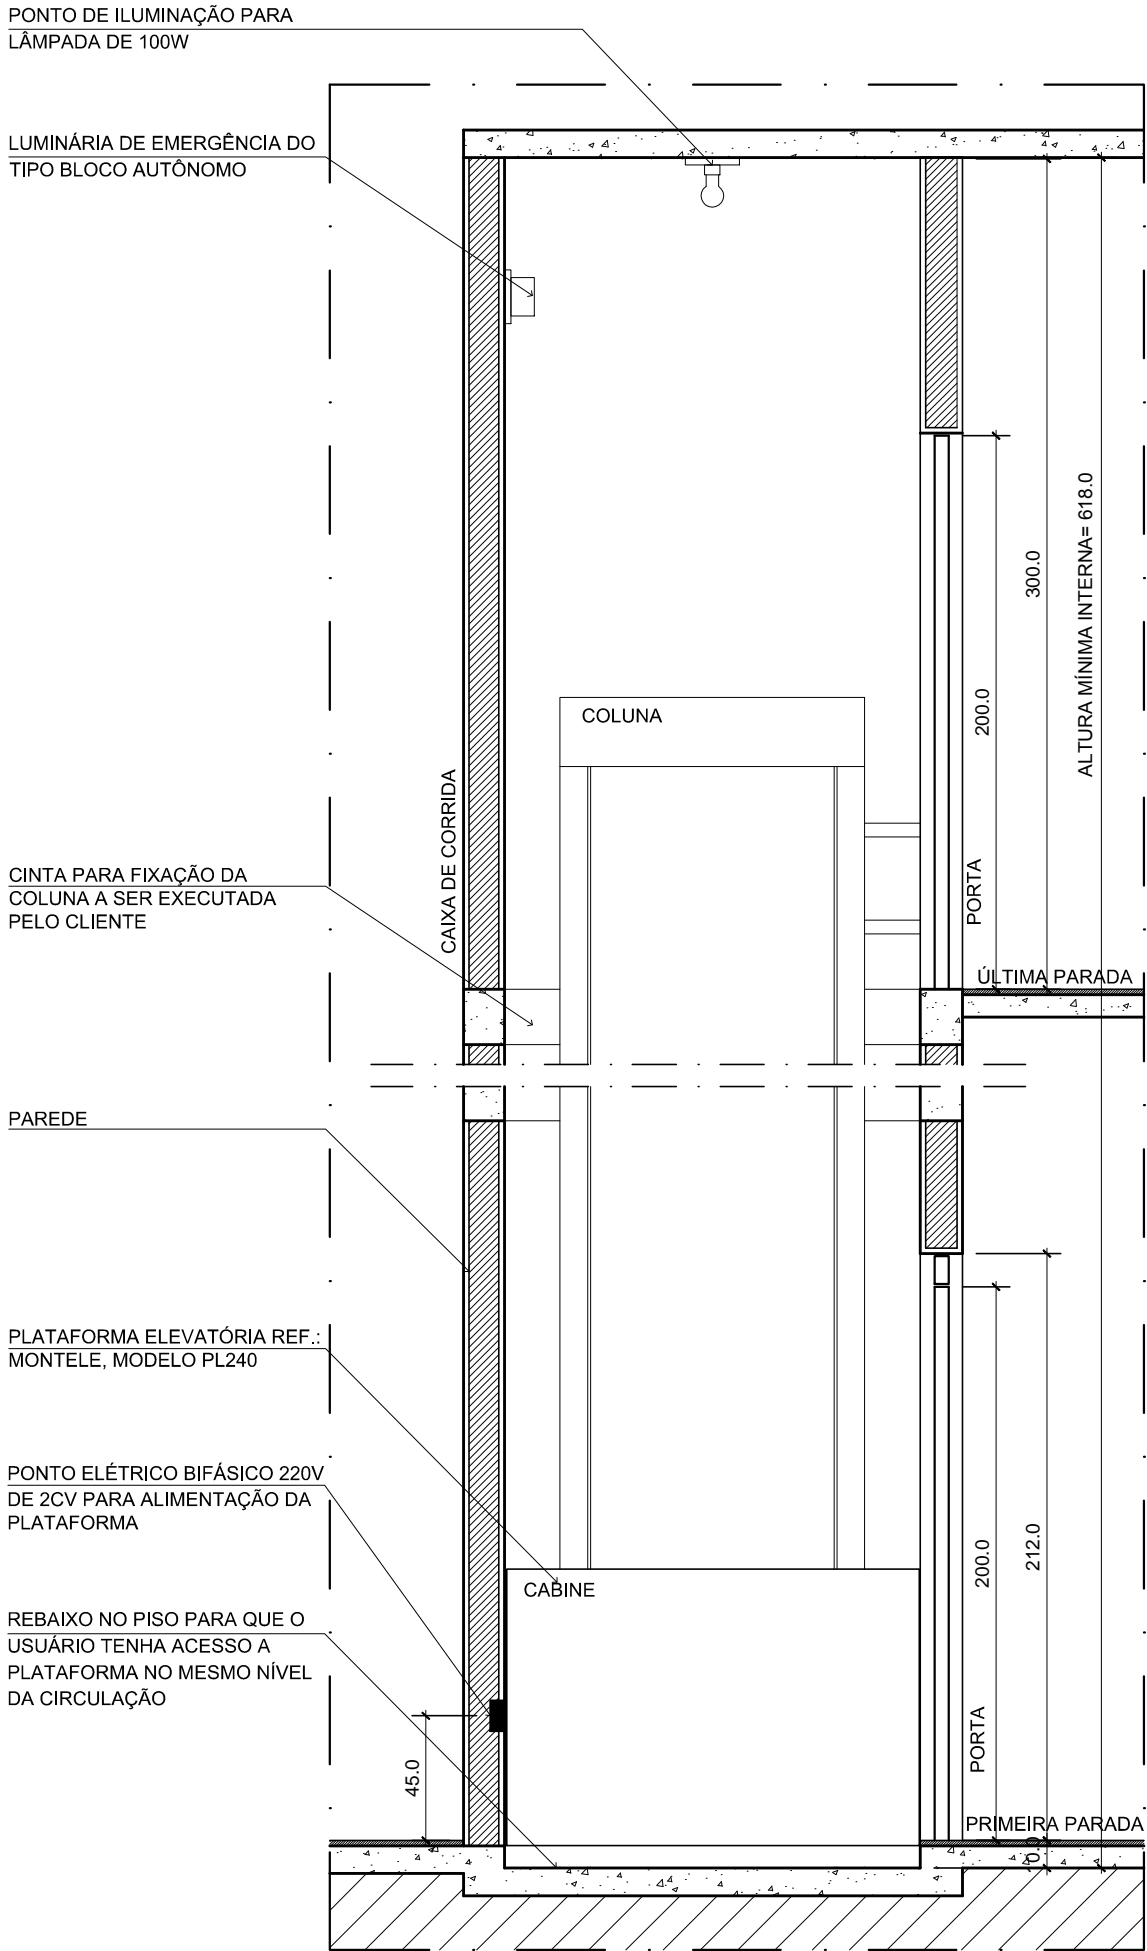 PONTO DE ILUMINAÇÃO PARA
LÂMPADA DE 100W
LUMINÁRIA DE EMERGÊNCIA DO
TIPO BLOCO AUTÔNOMO
CINTA PARA FIXAÇÃO DA
COLUNA A SER EXECUTADA
PELO CLIENTE
PAREDE
PLATAFORMA ELEVATÓRIA REF.:
MONTELE, MODELO PL240
PONTO ELÉTRICO BIFÁSICO 220V
DE 2CV PARA ALIMENTAÇÃO DA
PLATAFORMA
REBAIXO NO PISO PARA QUE O
USUÁRIO TENHA ACESSO A
PLATAFORMA NO MESMO NÍVEL
DA CIRCULAÇÃO
45.0
CAIXA DE CORRIDA
COLUNA
CABINE
PORTA
200.0
300.0
ALTURA MÍNIMA INTERNA= 618.0
ÚLTIMA PARADA
PORTA
200.0
212.0
PRIMEIRA PARADA